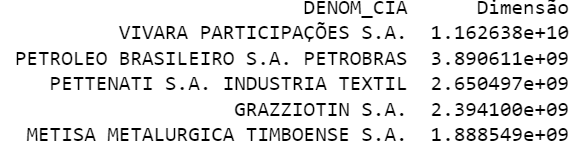 DENOM_CIA Dimensão
VIVARA PARTICIPAÇÕES S.A. 1.162638e+10
PETROLEO BRASILEIRO S.A. PETROBRAS 3.890611e+09
PETTENATI S.A. INDUSTRIA TEXTIL 2.650497e+09
GRAZZIOTIN S.A. 2.394100e+09
METISA METALURGICA TIMBOENSE S.A. 1.888549e+09